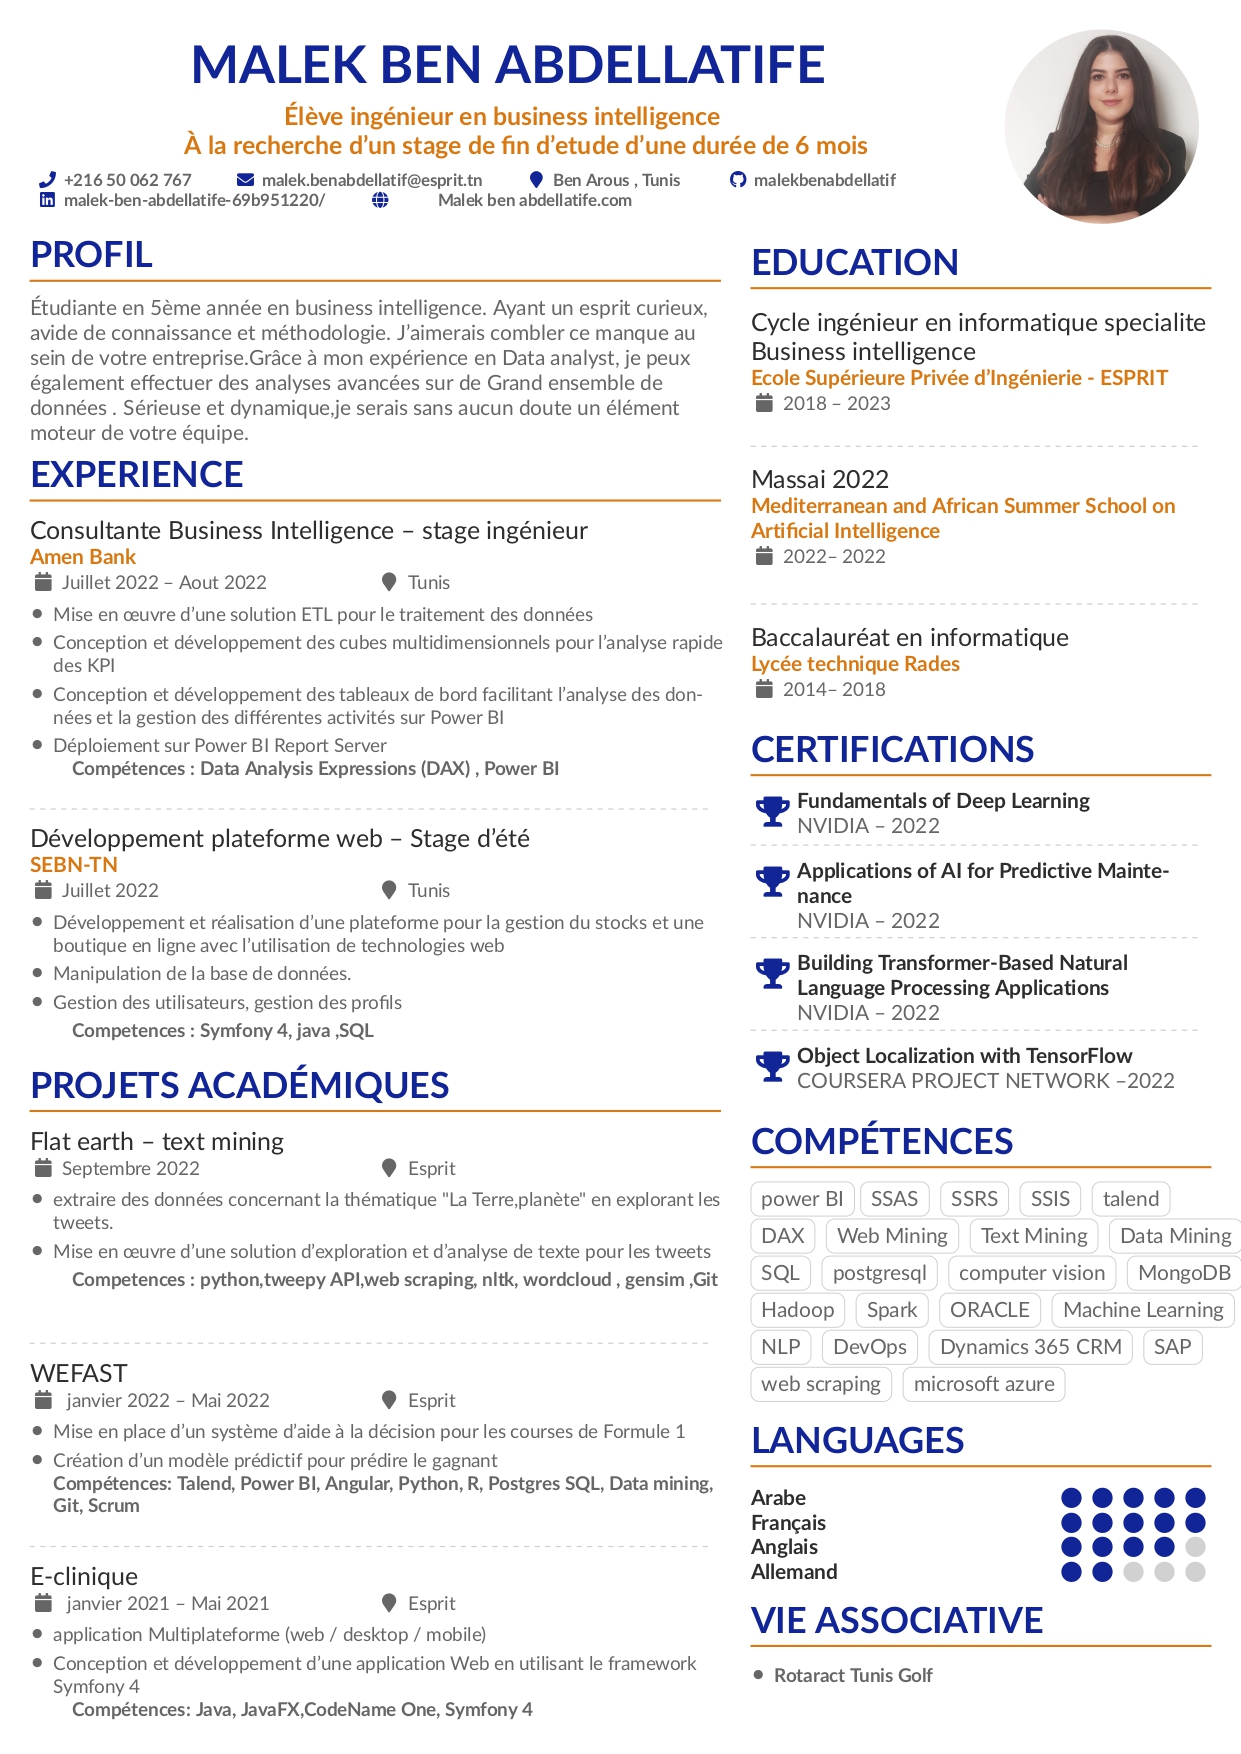 MALEK BEN ABDELLATIFE
Élève ingénieur en business intelligence
À la recherche d’un stage de fin d’etude d’une durée de 6 mois
+216 50 062 767 malek.benabdellatif@esprit.tn Ben Arous , Tunis malekbenabdellatif
malek-ben-abdellatife-69b951220/ Malek ben abdellatife.com
PROFIL
Étudiante en 5ème année en business intelligence. Ayant un esprit curieux,
avide de connaissance et méthodologie. J’aimerais combler ce manque au
sein de votre entreprise.Grâce à mon expérience en Data analyst, je peux
également effectuer des analyses avancées sur de Grand ensemble de
données . Sérieuse et dynamique,je serais sans aucun doute un élément
moteur de votre équipe.
EXPERIENCE
Consultante Business Intelligence – stage ingénieur
Amen Bank
Juillet 2022 – Aout 2022 Tunis
• Mise en œuvre d’une solution ETL pour le traitement des données
• Conception et développement des cubes multidimensionnels pour l’analyse rapide
des KPI
• Conception et développement des tableaux de bord facilitant l’analyse des don-
nées et la gestion des différentes activités sur Power BI
• Déploiement sur Power BI Report Server
Compétences : Data Analysis Expressions (DAX) , Power BI
Développement plateforme web – Stage d’été
SEBN-TN
Juillet 2022 Tunis
• Développement et réalisation d’une plateforme pour la gestion du stocks et une
boutique en ligne avec l’utilisation de technologies web
• Manipulation de la base de données.
• Gestion des utilisateurs, gestion des profils
Competences : Symfony 4, java ,SQL
PROJETS ACADÉMIQUES
Flat earth – text mining
Septembre 2022 Esprit
• extraire des données concernant la thématique "La Terre,planète" en explorant les
tweets.
• Mise en œuvre d’une solution d’exploration et d’analyse de texte pour les tweets
Competences : python,tweepy API,web scraping, nltk, wordcloud , gensim ,Git
WEFAST
janvier 2022 – Mai 2022 Esprit
• Mise en place d’un système d’aide à la décision pour les courses de Formule 1
• Création d’un modèle prédictif pour prédire le gagnant
Compétences: Talend, Power BI, Angular, Python, R, Postgres SQL, Data mining,
Git, Scrum
E-clinique
janvier 2021 – Mai 2021 Esprit
• application Multiplateforme (web / desktop / mobile)
• Conception et développement d’une application Web en utilisant le framework
Symfony 4
Compétences: Java, JavaFX,CodeName One, Symfony 4
EDUCATION
Cycle ingénieur en informatique specialite
Business intelligence
Ecole Supérieure Privée d’Ingénierie - ESPRIT
2018 – 2023
Massai 2022
Mediterranean and African Summer School on
Artificial Intelligence
2022– 2022
Baccalauréat en informatique
Lycée technique Rades
2014– 2018
CERTIFICATIONS
Fundamentals of Deep Learning
NVIDIA – 2022
Applications of AI for Predictive Mainte-
nance
NVIDIA – 2022
Building Transformer-Based Natural
Language Processing Applications
NVIDIA – 2022
Object Localization with TensorFlow
COURSERA PROJECT NETWORK –2022
COMPÉTENCES
power BI SSAS SSRS SSIS talend
DAX Web Mining Text Mining Data Mining
SQL postgresql computer vision MongoDB
Hadoop Spark ORACLE Machine Learning
NLP DevOps Dynamics 365 CRM SAP
web scraping microsoft azure
LANGUAGES
Arabe
Français
Anglais
Allemand
VIE ASSOCIATIVE
• Rotaract Tunis Golf